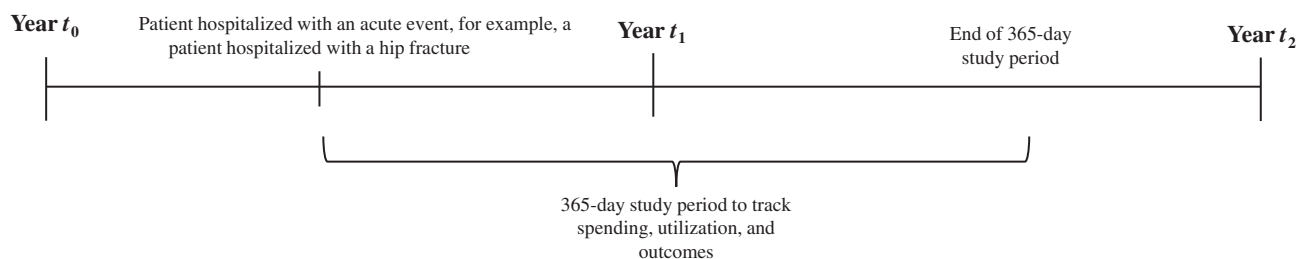 Year t0
Patient hospitalized with an acute event, for example, a
patient hospitalized with a hip fracture
Year t1
End of 365-day
study period
Year t2
365-day study period to track
spending, utilization, and
outcomes